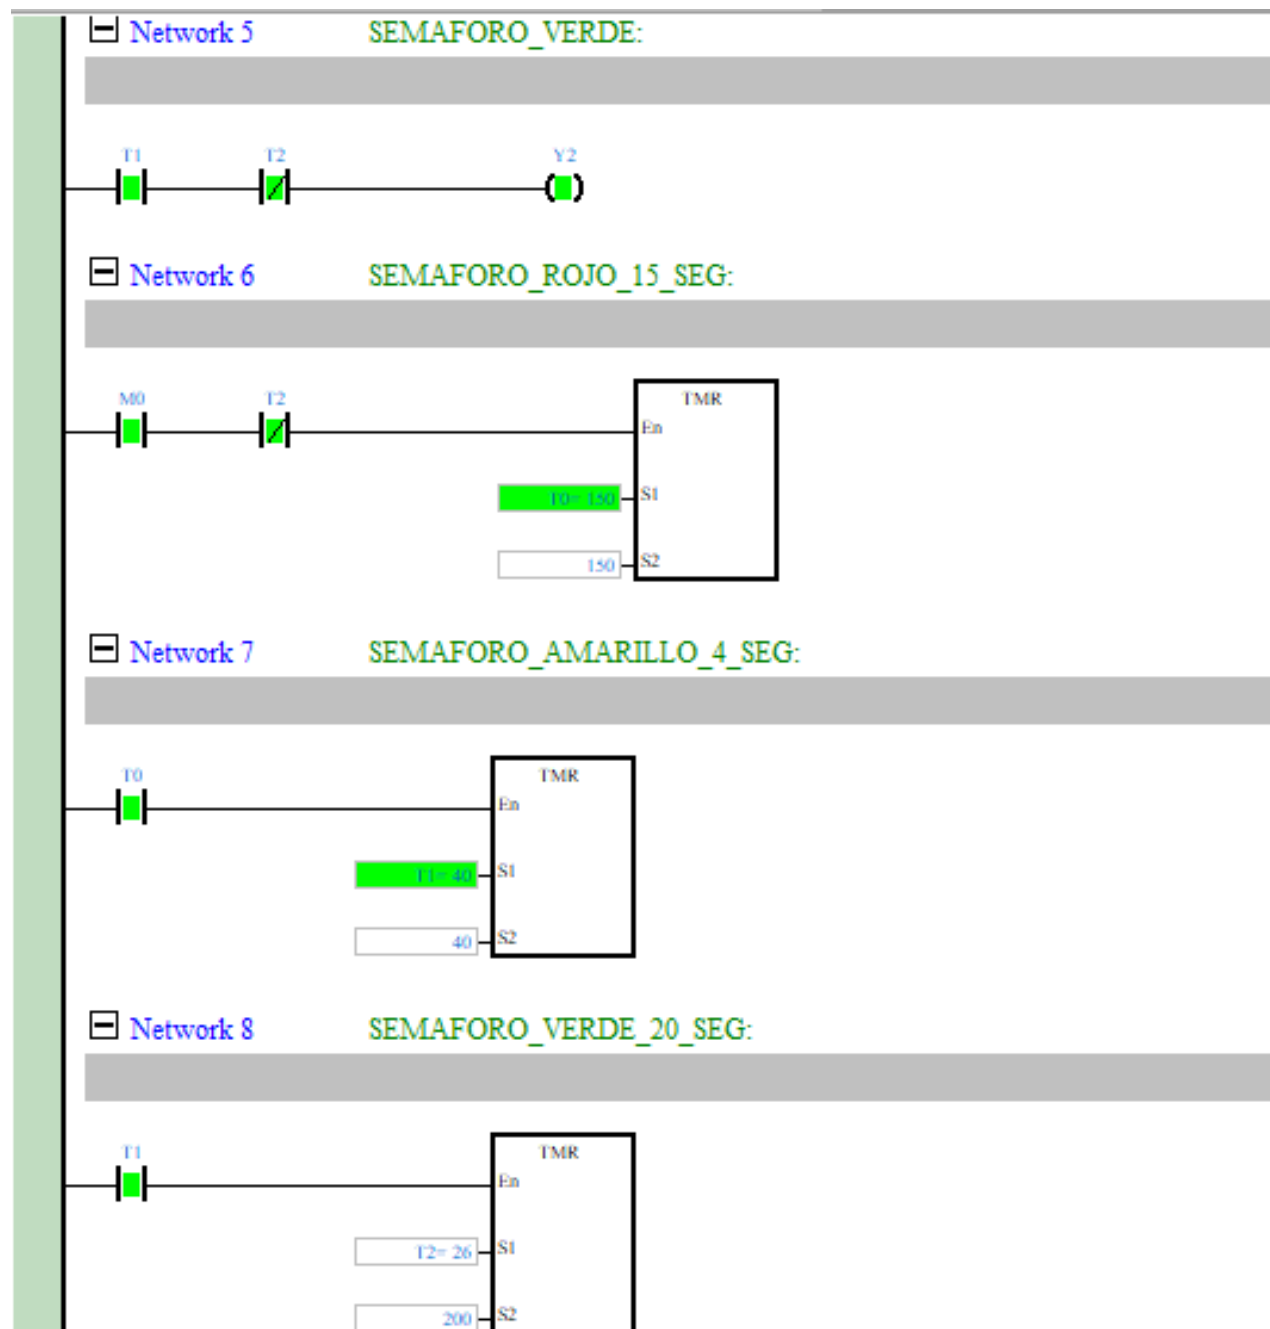 Network 5 SEMAFORO_VERDE:
T1 T2 Y2
Network 6 SEMAFORO_ROJO_15_SEG:
M0 T2 TMR
En
T0= 150 S1
150 S2
Network 7 SEMAFORO_AMARILLO_4_SEG:
T0 TMR
En
T1= 40 S1
40 S2
Network 8 SEMAFORO_VERDE_20_SEG:
T1 TMR
En
T2= 26 S1
200 S2